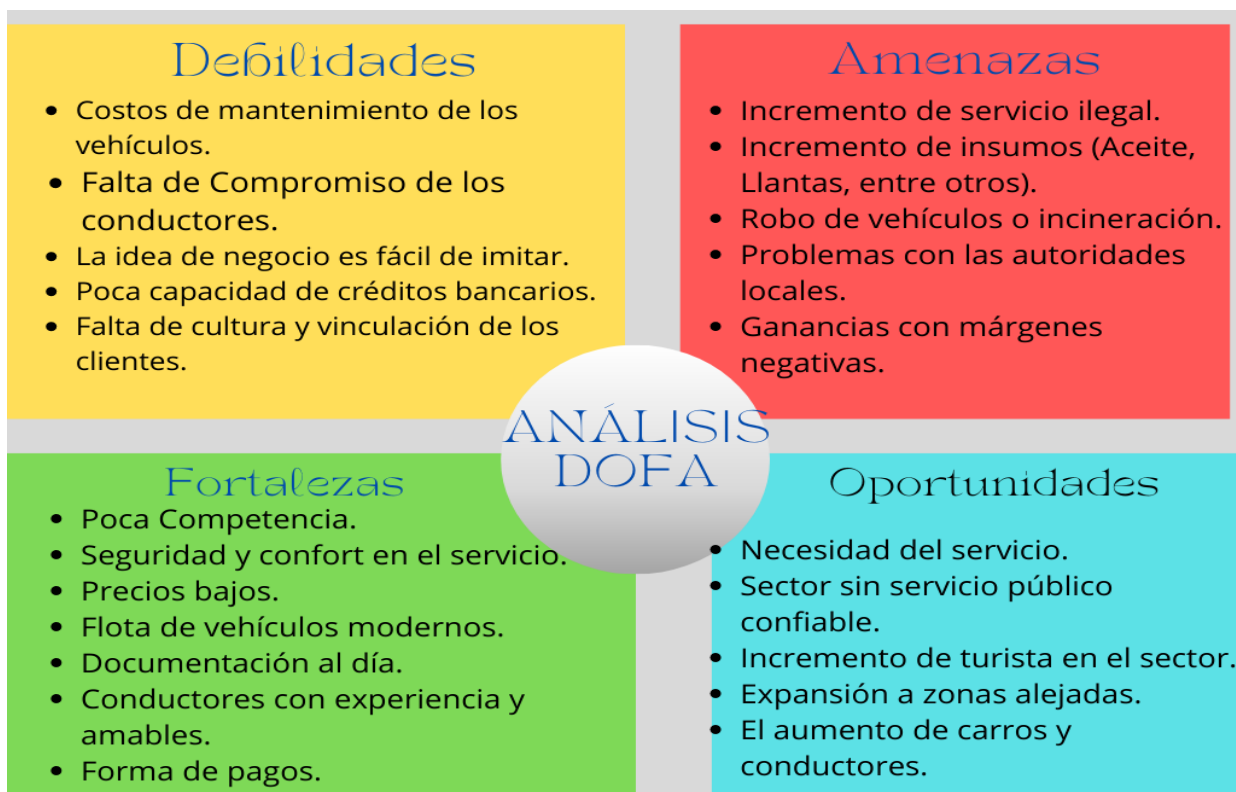 Debilidades
• Costos de mantenimiento de los
vehículos.
• Falta de Compromiso de los
conductores.
• La idea de negocio es fácil de imitar.
• Poca capacidad de créditos bancarios.
• Falta de cultura y vinculación de los
clientes.
Amenazas
• Incremento de servicio ilegal.
• Incremento de insumos (Aceite,
Llantas, entre otros).
• Robo de vehículos o incineración.
• Problemas con las autoridades
locales.
• Ganancias con márgenes
negativas.
ANÁLISIS
DOFA
Fortalezas
• Poca Competencia.
• Seguridad y confort en el servicio.
• Precios bajos.
• Flota de vehículos modernos.
• Documentación al día.
• Conductores con experiencia y
amables.
• Forma de pagos.
Oportunidades
• Necesidad del servicio.
• Sector sin servicio público
confiable.
• Incremento de turista en el sector.
• Expansión a zonas alejadas.
• El aumento de carros y
conductores.